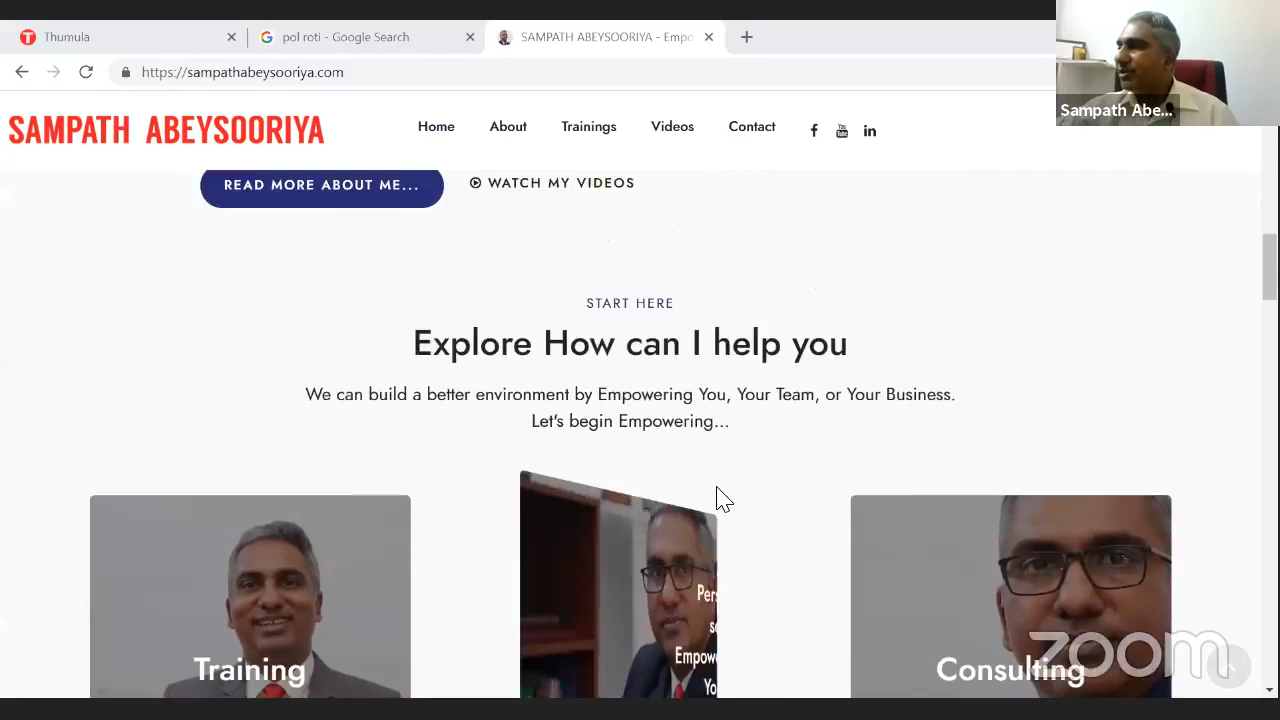 Thumula
pol roti - Google Search
SAMPATH ABEYSOORIYA - Empo
https://sampathabeysooriya.com
Sampath Abe...
SAMPATH ABEYSOORIYA
Home
About
Trainings
Videos
Contact
READ MORE ABOUT ME...
WATCH MY VIDEOS
START HERE
Explore How can I help you
We can build a better environment by Empowering You, Your Team, or Your Business.
Let's begin Empowering...
Training
Consulting
zoom